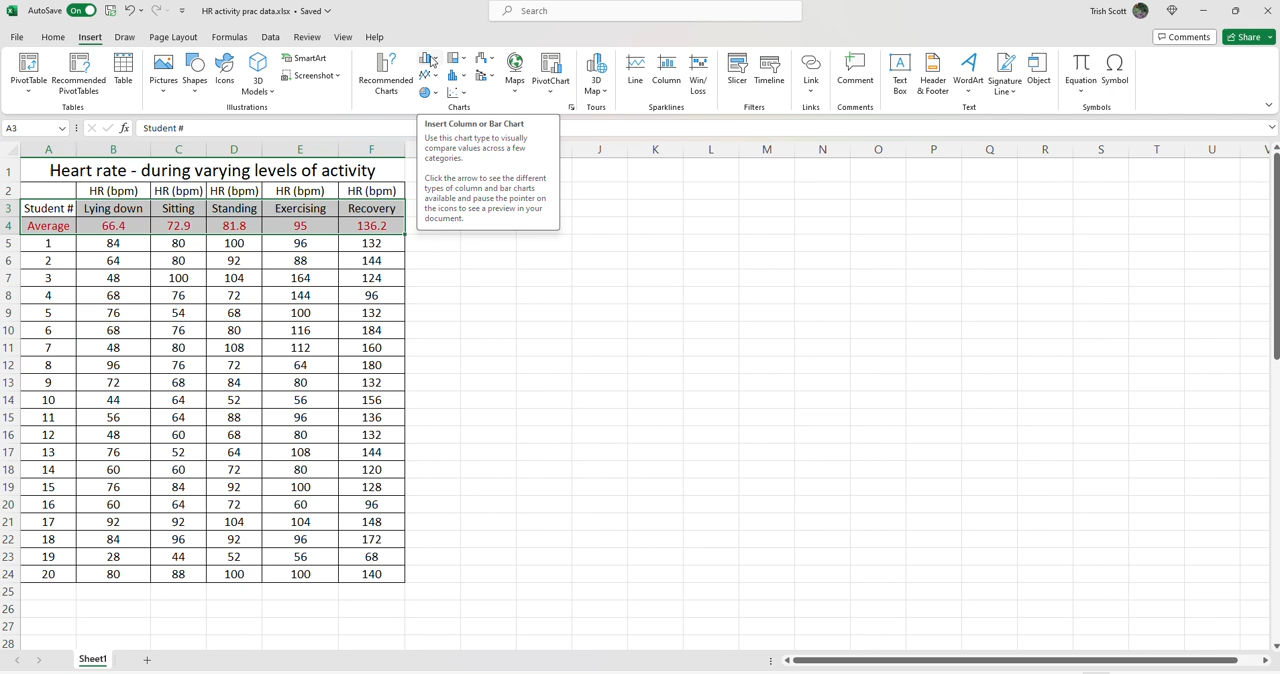 AutoSave On HR activity prac data.xlsx • Saved Search Trish Scott
File Home Insert Draw Page Layout Formulas Data Review View Help Comments Share
PivotTable Recommended PivotTables Table Pictures Shapes Icons 3D Models SmartArt Screenshot Recommended Charts Maps PivotChart 3D Map Line Column Win/Loss Slicer Timeline Link Comment Text Box Header & Footer WordArt Signature Line Object Equation Symbol
Tables Illustrations Charts Tours Sparklines Filters Links Comments Text Symbols
A3 fx Student #
Insert Column or Bar Chart
Use this chart type to visually
compare values across a few
categories.
Click the arrow to see the different
types of column and bar charts
available and pause the pointer on
the icons to see a preview in your
document.
A B C D E F J K L M N O P Q R S T U V
1 Heart rate - during varying levels of activity
2 HR (bpm) HR (bpm) HR (bpm) HR (bpm) HR (bpm)
3 Student # Lying down Sitting Standing Exercising Recovery
4 Average 66.4 72.9 81.8 95 136.2
5 1 84 80 100 96 132
6 2 64 80 92 88 144
7 3 48 100 104 164 124
8 4 68 76 72 144 96
9 5 76 54 68 100 132
10 6 68 76 80 116 184
11 7 48 80 108 112 160
12 8 96 76 72 64 180
13 9 72 68 84 80 132
14 10 44 64 52 56 156
15 11 56 64 88 96 136
16 12 48 60 68 80 132
17 13 76 52 64 108 144
18 14 60 60 72 80 120
19 15 76 84 92 100 128
20 16 60 64 72 60 96
21 17 92 92 104 104 148
22 18 84 96 92 96 172
23 19 28 44 52 56 68
24 20 80 88 100 100 140
25
26
27
28
Sheet1